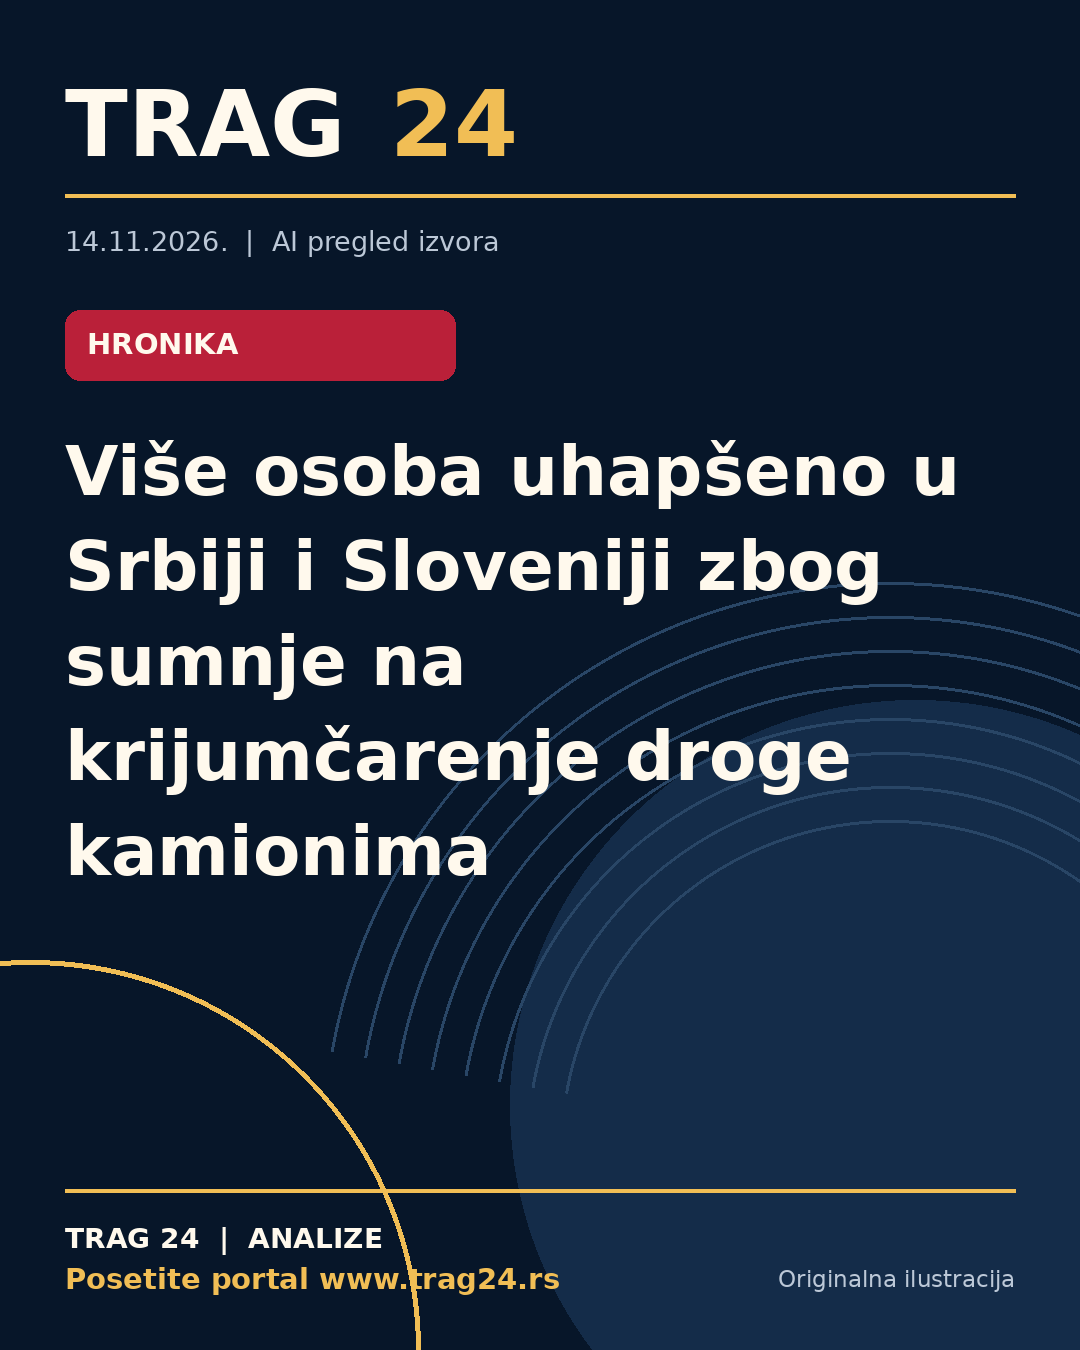 TRAG 24
14.11.2026. | AI pregled izvora
HRONIKA
Više osoba uhapšeno u
Srbiji i Sloveniji zbog
sumnje na
krijumčarenje droge
kamionima
TRAG 24 | ANALIZE
Posetite portal www.trag24.rs
Originalna ilustracija